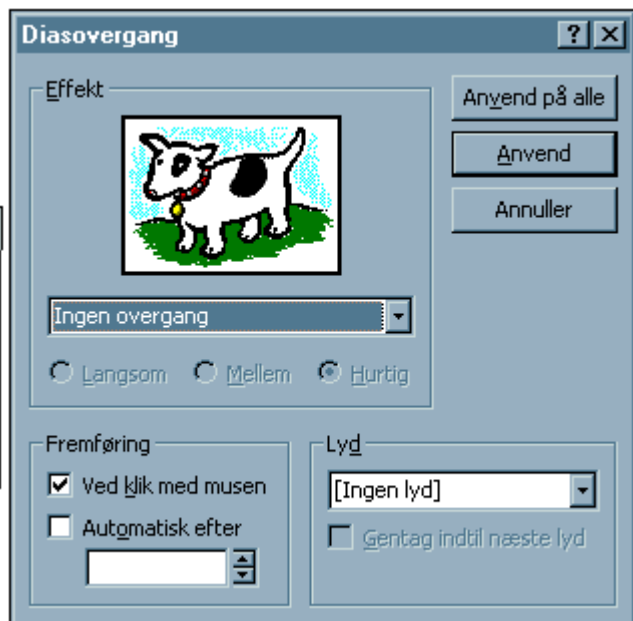 Diasovergang
Effekt
Anvend på alle
Anvend
Annuller
Ingen overgang
Langsom Mellem Hurtig
Fremføring
Ved klik med musen
Automatisk efter
Lyd
[Ingen lyd]
Gentag indtil næste lyd